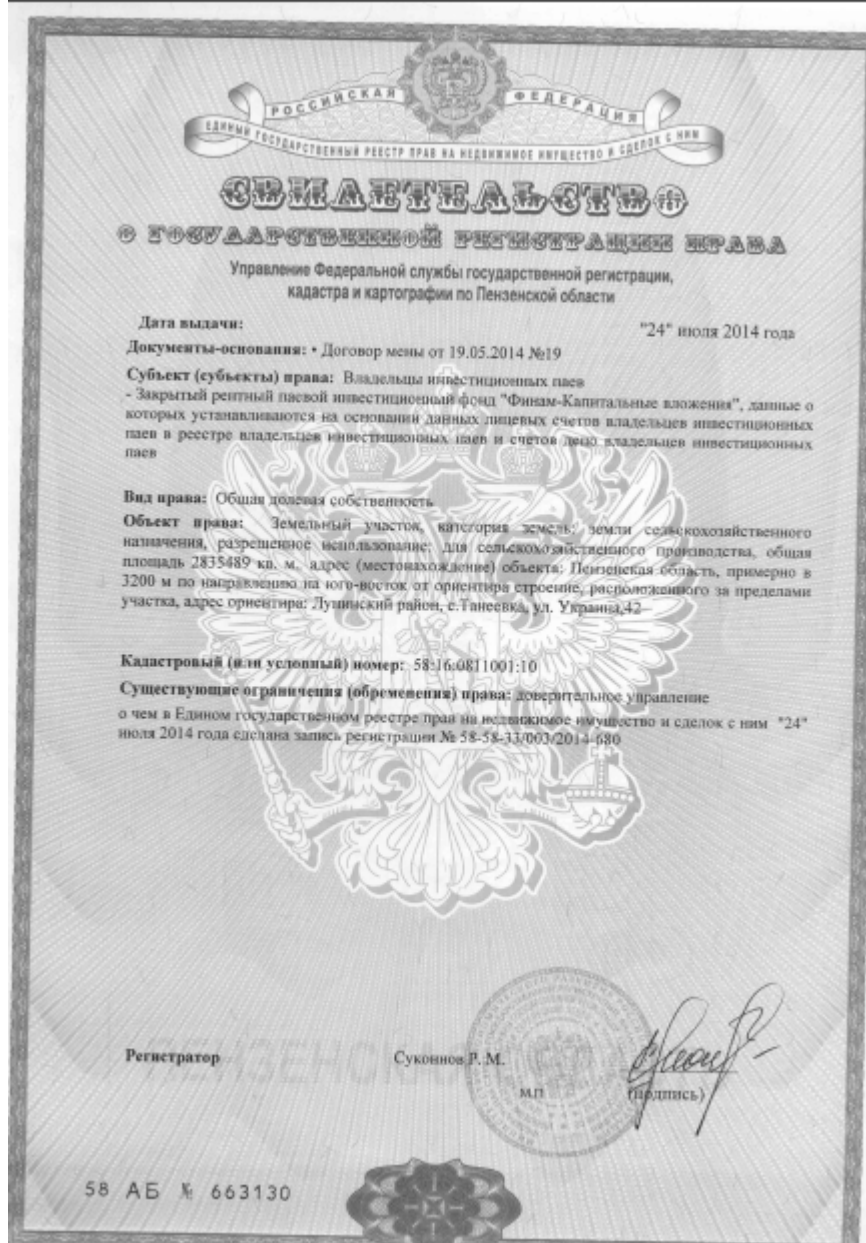 РОССИЙСКАЯ ФЕДЕРАЦИЯ
ЕДИНЫЙ ГОСУДАРСТВЕННЫЙ РЕЕСТР ПРАВ НА НЕДВИЖИМОЕ ИМУЩЕСТВО И СДЕЛОК С НИМ
СВИДЕТЕЛЬСТВО
О ГОСУДАРСТВЕННОЙ РЕГИСТРАЦИИ ПРАВА
Управление Федеральной службы государственной регистрации,
кадастра и картографии по Пензенской области
Дата выдачи: "24" июля 2014 года
Документы-основания: • Договор мены от 19.05.2014 №19
Субъект (субъекты) права: Владельцы инвестиционных паев
- Закрытый рентный паевой инвестиционный фонд "Финам-Капитальные вложения", данные о
которых устанавливаются на основании данных лицевых счетов владельцев инвестиционных
паев в реестре владельцев инвестиционных паев и счетов депо владельцев инвестиционных
паев
Вид права: Общая долевая собственность
Объект права: Земельный участок, категория земель: земли сельскохозяйственного
назначения, разрешенное использование: для сельскохозяйственного производства, общая
площадь 2835489 кв. м, адрес (местонахождение) объекта: Пензенская область, примерно в
3200 м по направлению на юго-восток от ориентира строение, расположенного за пределами
участка, адрес ориентира: Лунинский район, с.Танеевка, ул. Украина,42
Кадастровый (или условный) номер: 58:16:0811001:10
Существующие ограничения (обременения) права: доверительное управление
о чем в Едином государственном реестре прав на недвижимое имущество и сделок с ним "24"
июля 2014 года сделана запись регистрации № 58-58-33/003/2014-680
Регистратор Суконнов Р. М.
М.П. (подпись)
58 АБ № 663130